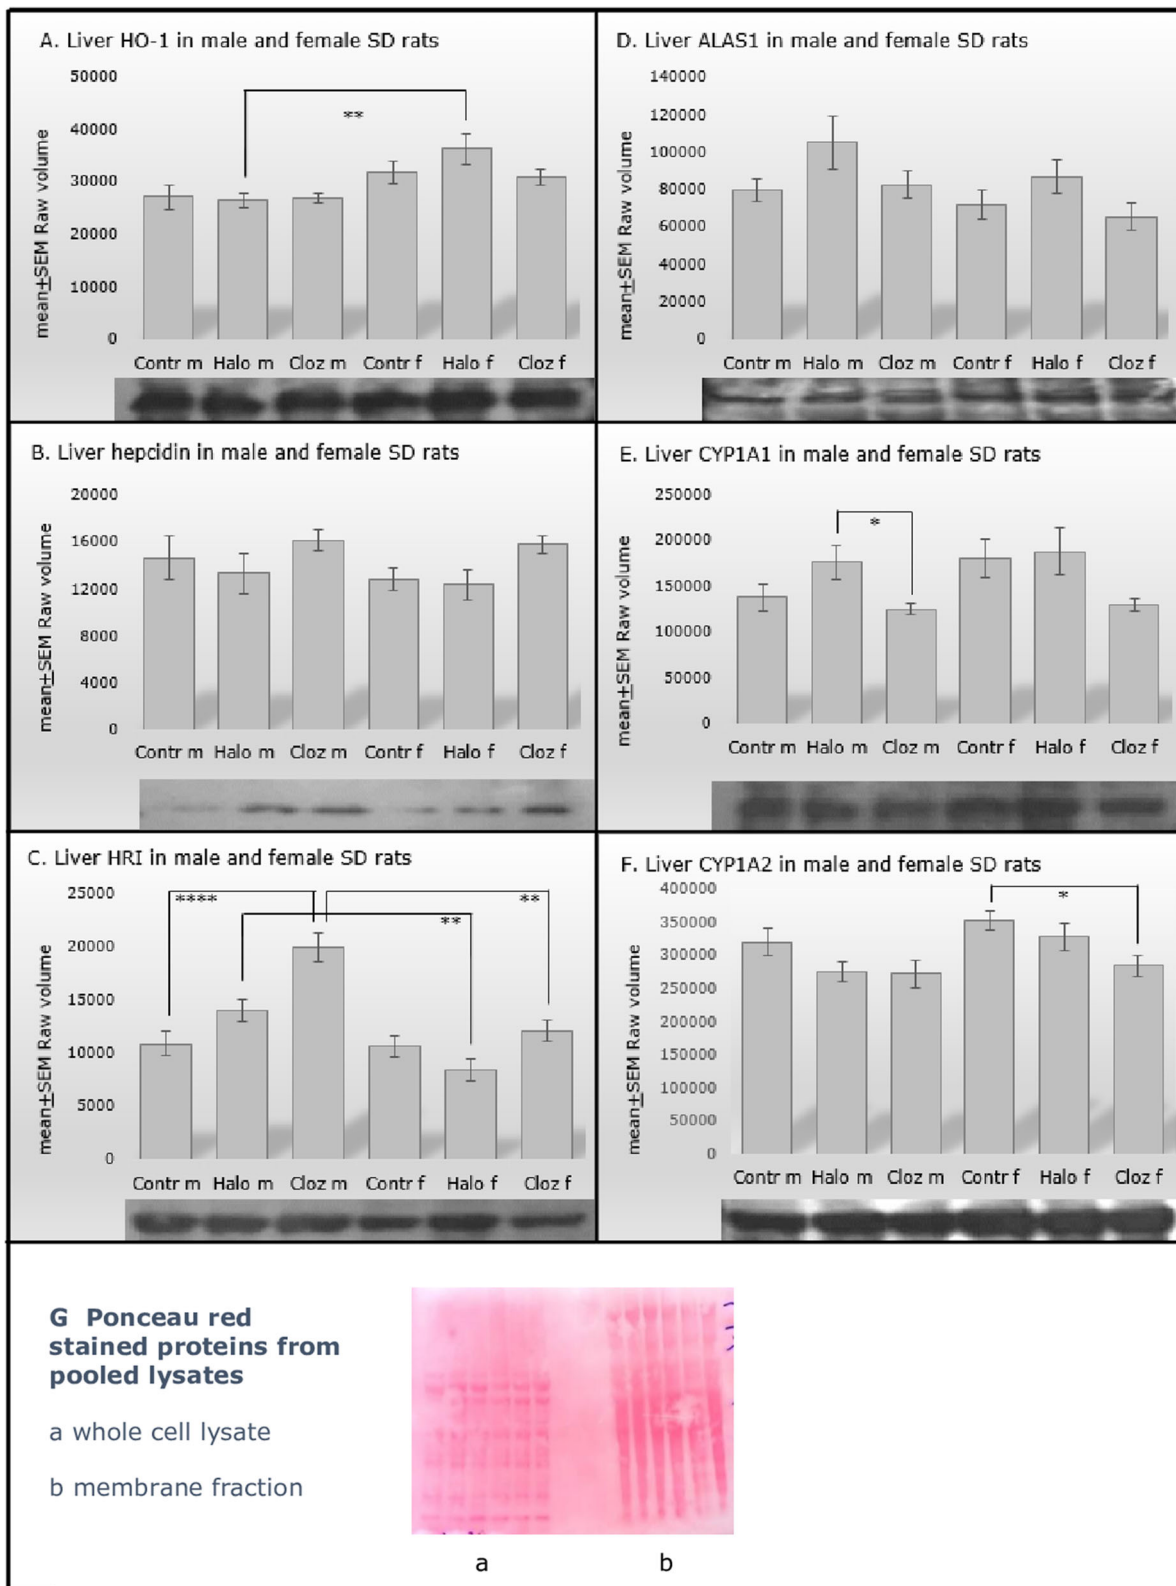 A. Liver HO-1 in male and female SD rats
mean±SEM Raw volume
50000
40000
30000
20000
10000
0
**
Contr m Halo m Cloz m Contr f Halo f Cloz f
D. Liver ALAS1 in male and female SD rats
mean±SEM Raw volume
140000
120000
100000
80000
60000
40000
20000
0
Contr m Halo m Cloz m Contr f Halo f Cloz f
B. Liver hepcidin in male and female SD rats
mean±SEM Raw volume
20000
16000
12000
8000
4000
0
Contr m Halo m Cloz m Contr f Halo f Cloz f
E. Liver CYP1A1 in male and female SD rats
mean±SEM Raw volume
250000
200000
150000
100000
50000
0
*
Contr m Halo m Cloz m Contr f Halo f Cloz f
C. Liver HRI in male and female SD rats
mean±SEM Raw volume
25000
20000
15000
10000
5000
0
**** ** **
Contr m Halo m Cloz m Contr f Halo f Cloz f
F. Liver CYP1A2 in male and female SD rats
mean±SEM Raw volume
400000
350000
300000
250000
200000
150000
100000
50000
0
*
Contr m Halo m Cloz m Contr f Halo f Cloz f
G Ponceau red
stained proteins from
pooled lysates
a whole cell lysate
b membrane fraction
a b